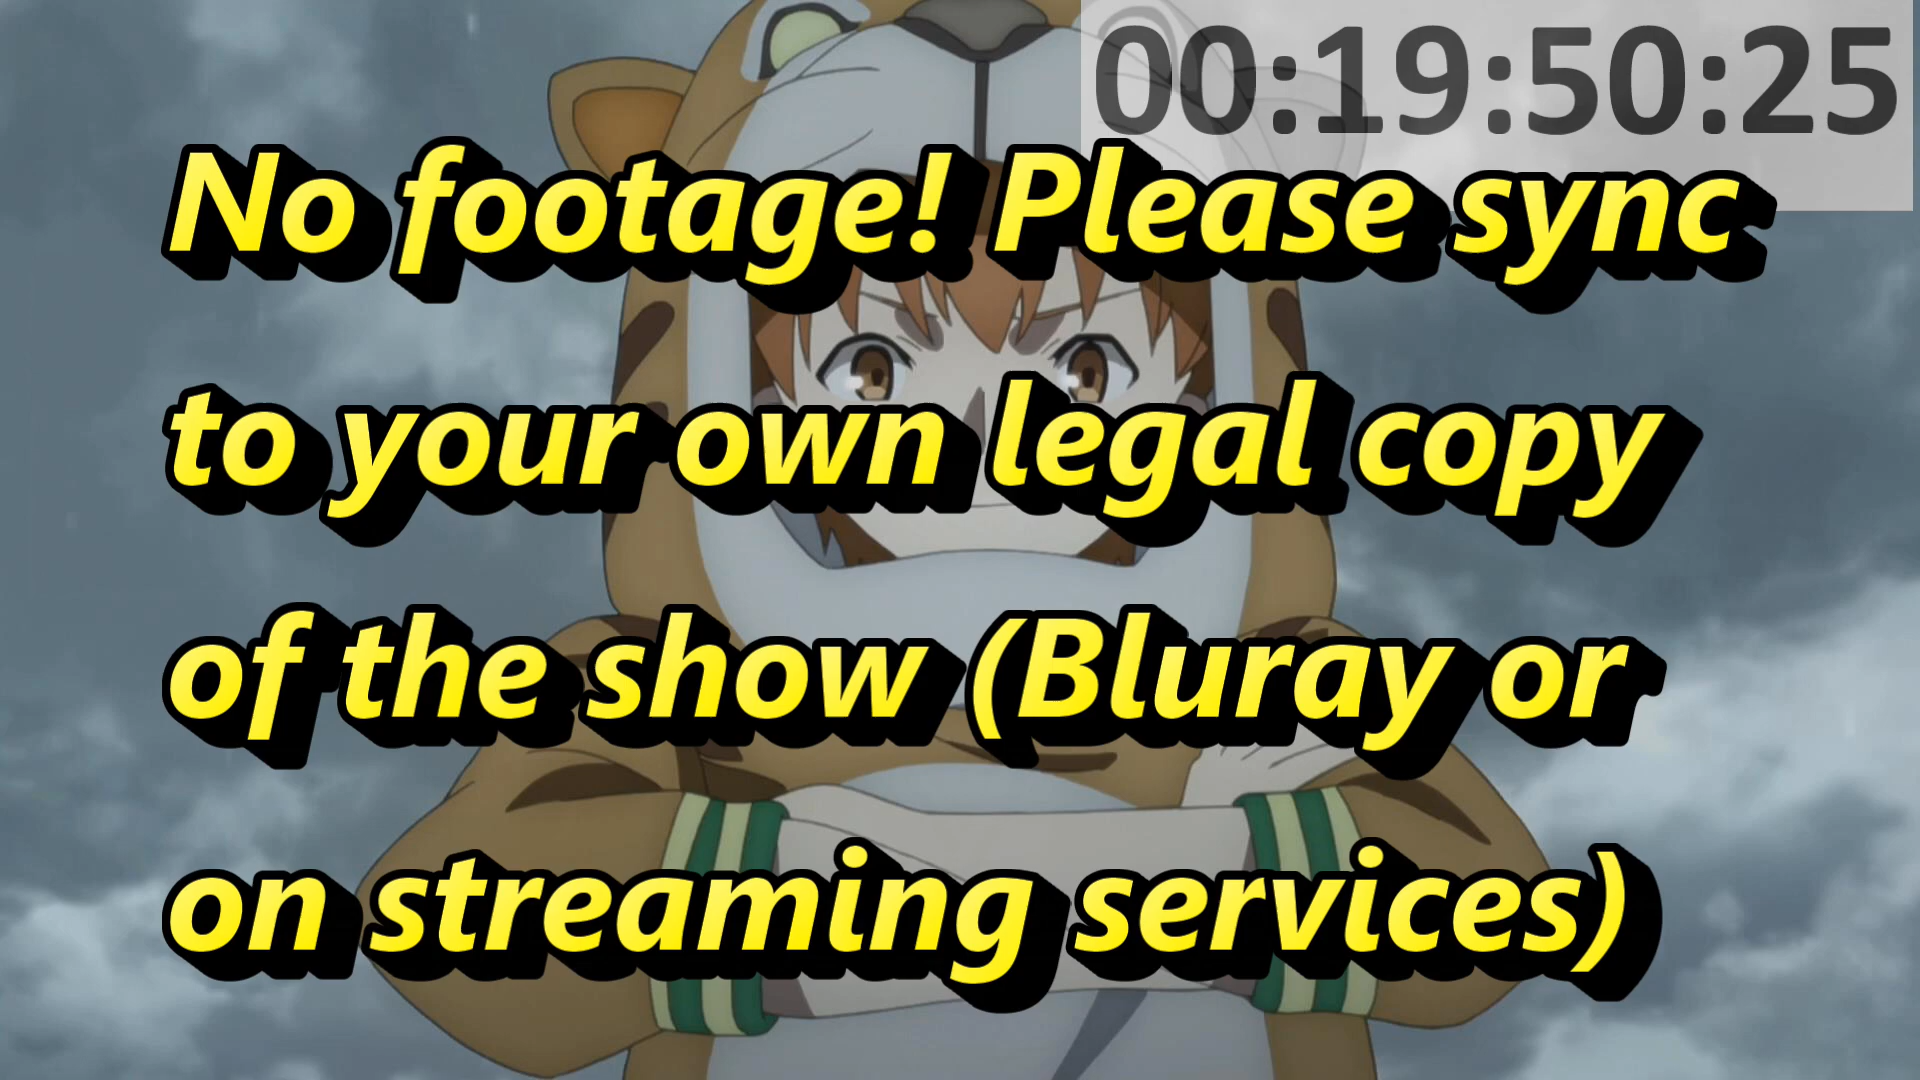 00:19:50:25
No footage! Please sync
to your own legal copy
of the show (Bluray or
on streaming services)